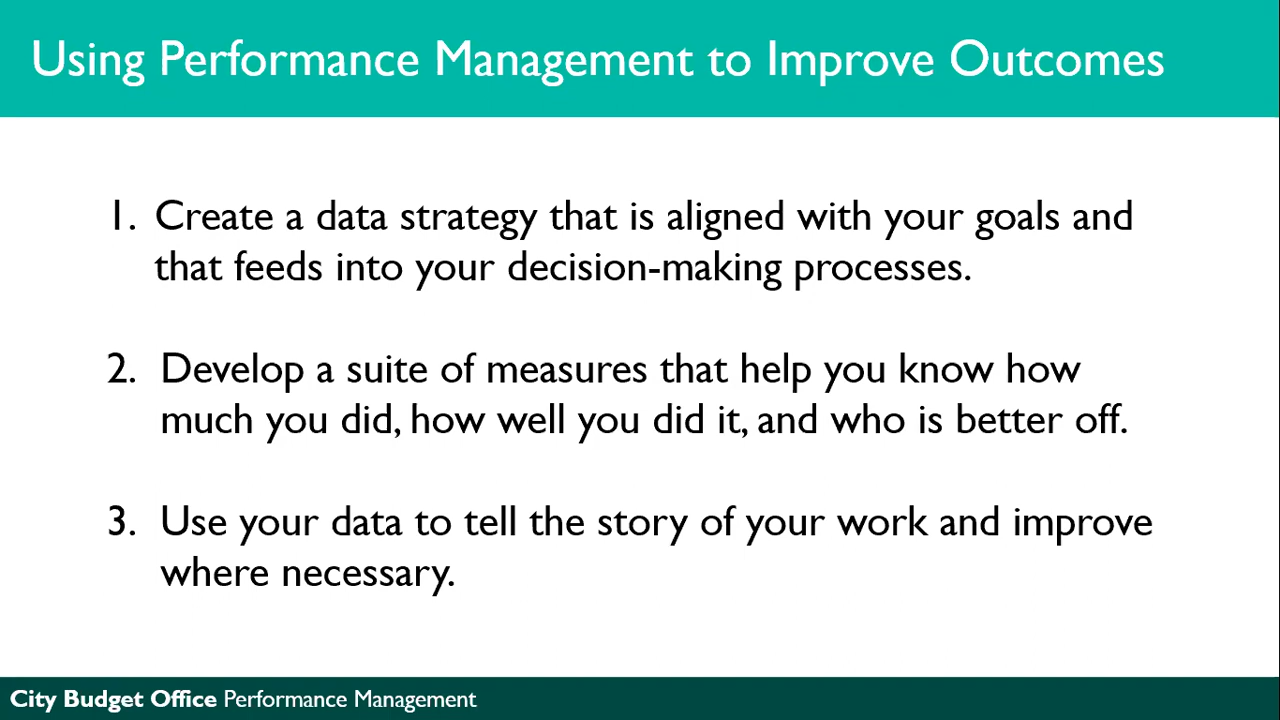 Using Performance Management to Improve Outcomes
1. Create a data strategy that is aligned with your goals and
that feeds into your decision-making processes.
2. Develop a suite of measures that help you know how
much you did, how well you did it, and who is better off.
3. Use your data to tell the story of your work and improve
where necessary.
City Budget Office Performance Management